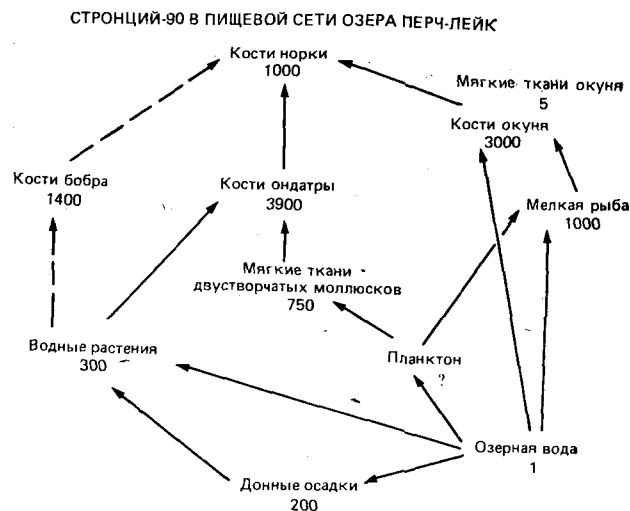 СТРОНЦИЙ-90 В ПИЩЕВОЙ СЕТИ ОЗЕРА ПЕРЧ-ЛЕЙК
Кости норки
1000
Мягкие ткани окуня
5
Кости окуня
3000
Кости бобра
1400
Кости ондатры
3900
Мелкая рыба
1000
Мягкие ткани
двустворчатых моллюсков
750
Водные растения
300
Планктон
?
Озерная вода
1
Донные осадки
200